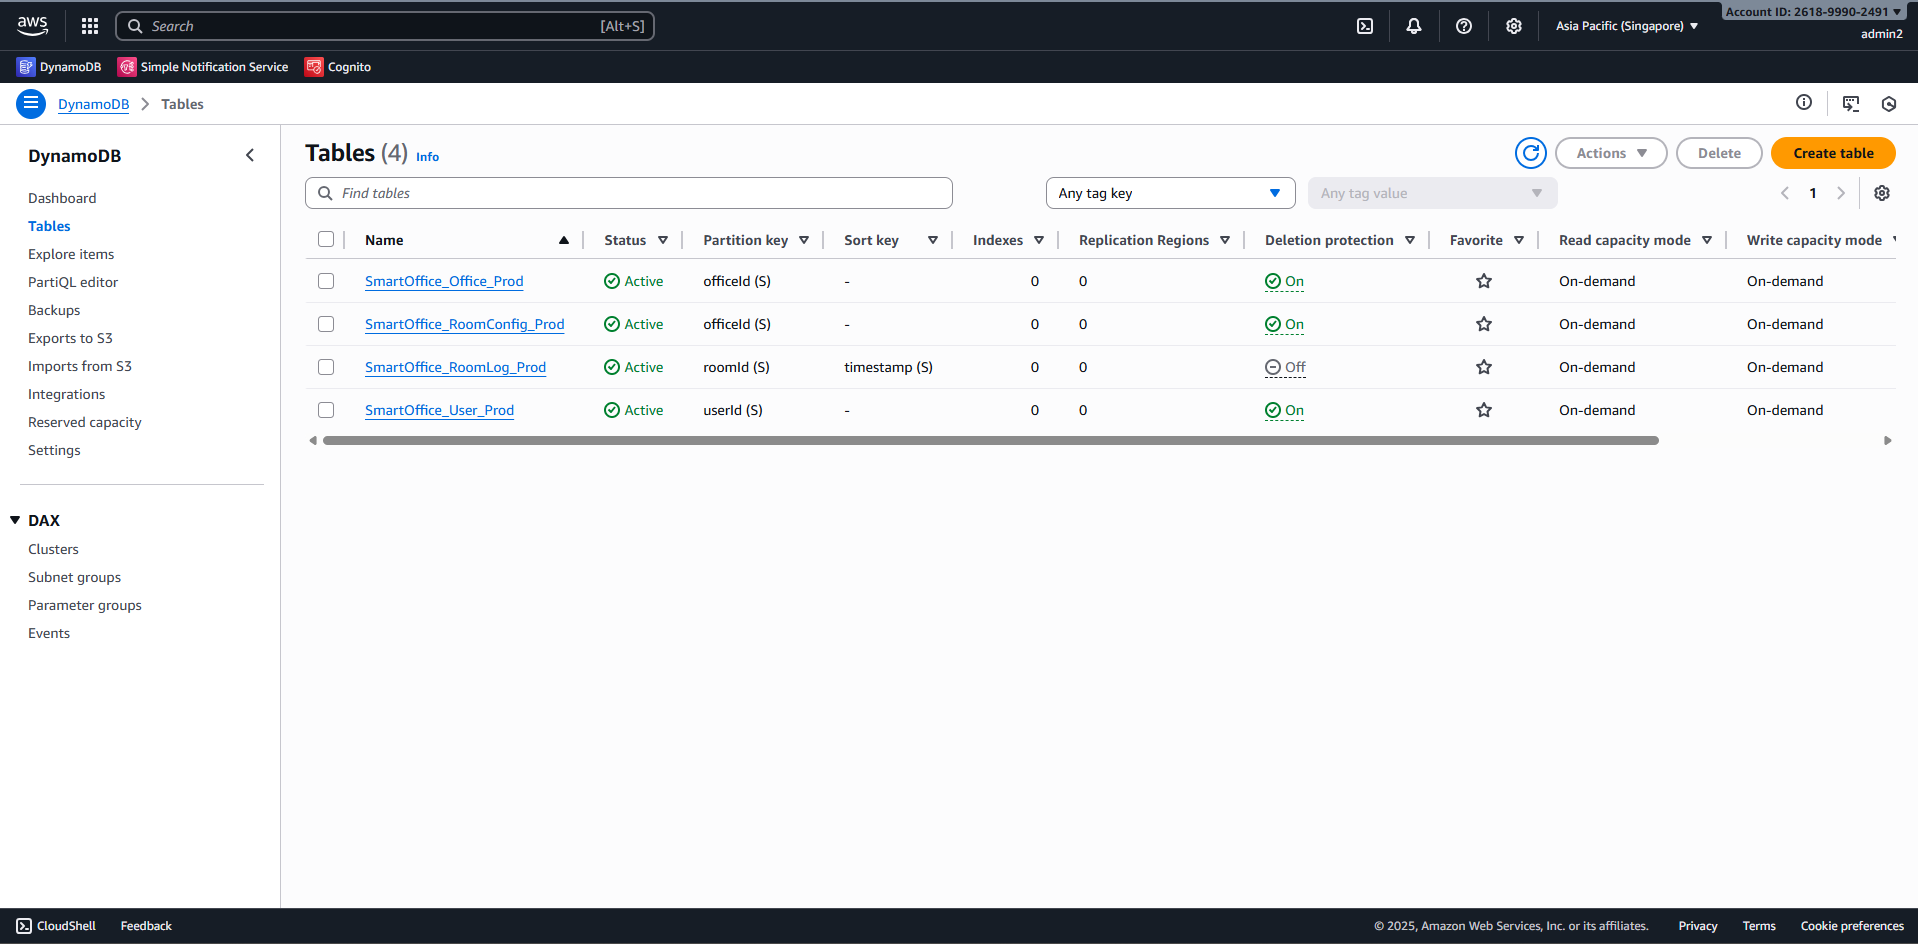 aws
Search [Alt+S]
Asia Pacific (Singapore)
Account ID: 2618-9990-2491
admin2
DynamoDB Simple Notification Service Cognito
DynamoDB Tables
DynamoDB
Dashboard
Tables
Explore items
PartiQL editor
Backups
Exports to S3
Imports from S3
Integrations
Reserved capacity
Settings
DAX
Clusters
Subnet groups
Parameter groups
Events
Tables (4) Info
Actions Delete Create table
Find tables Any tag key Any tag value 1
Name Status Partition key Sort key Indexes Replication Regions Deletion protection Favorite Read capacity mode Write capacity mode
SmartOffice_Office_Prod Active officeId (S) - 0 0 On On-demand On-demand
SmartOffice_RoomConfig_Prod Active officeId (S) - 0 0 On On-demand On-demand
SmartOffice_RoomLog_Prod Active roomId (S) timestamp (S) 0 0 Off On-demand On-demand
SmartOffice_User_Prod Active userId (S) - 0 0 On On-demand On-demand
CloudShell Feedback © 2025, Amazon Web Services, Inc. or its affiliates. Privacy Terms Cookie preferences